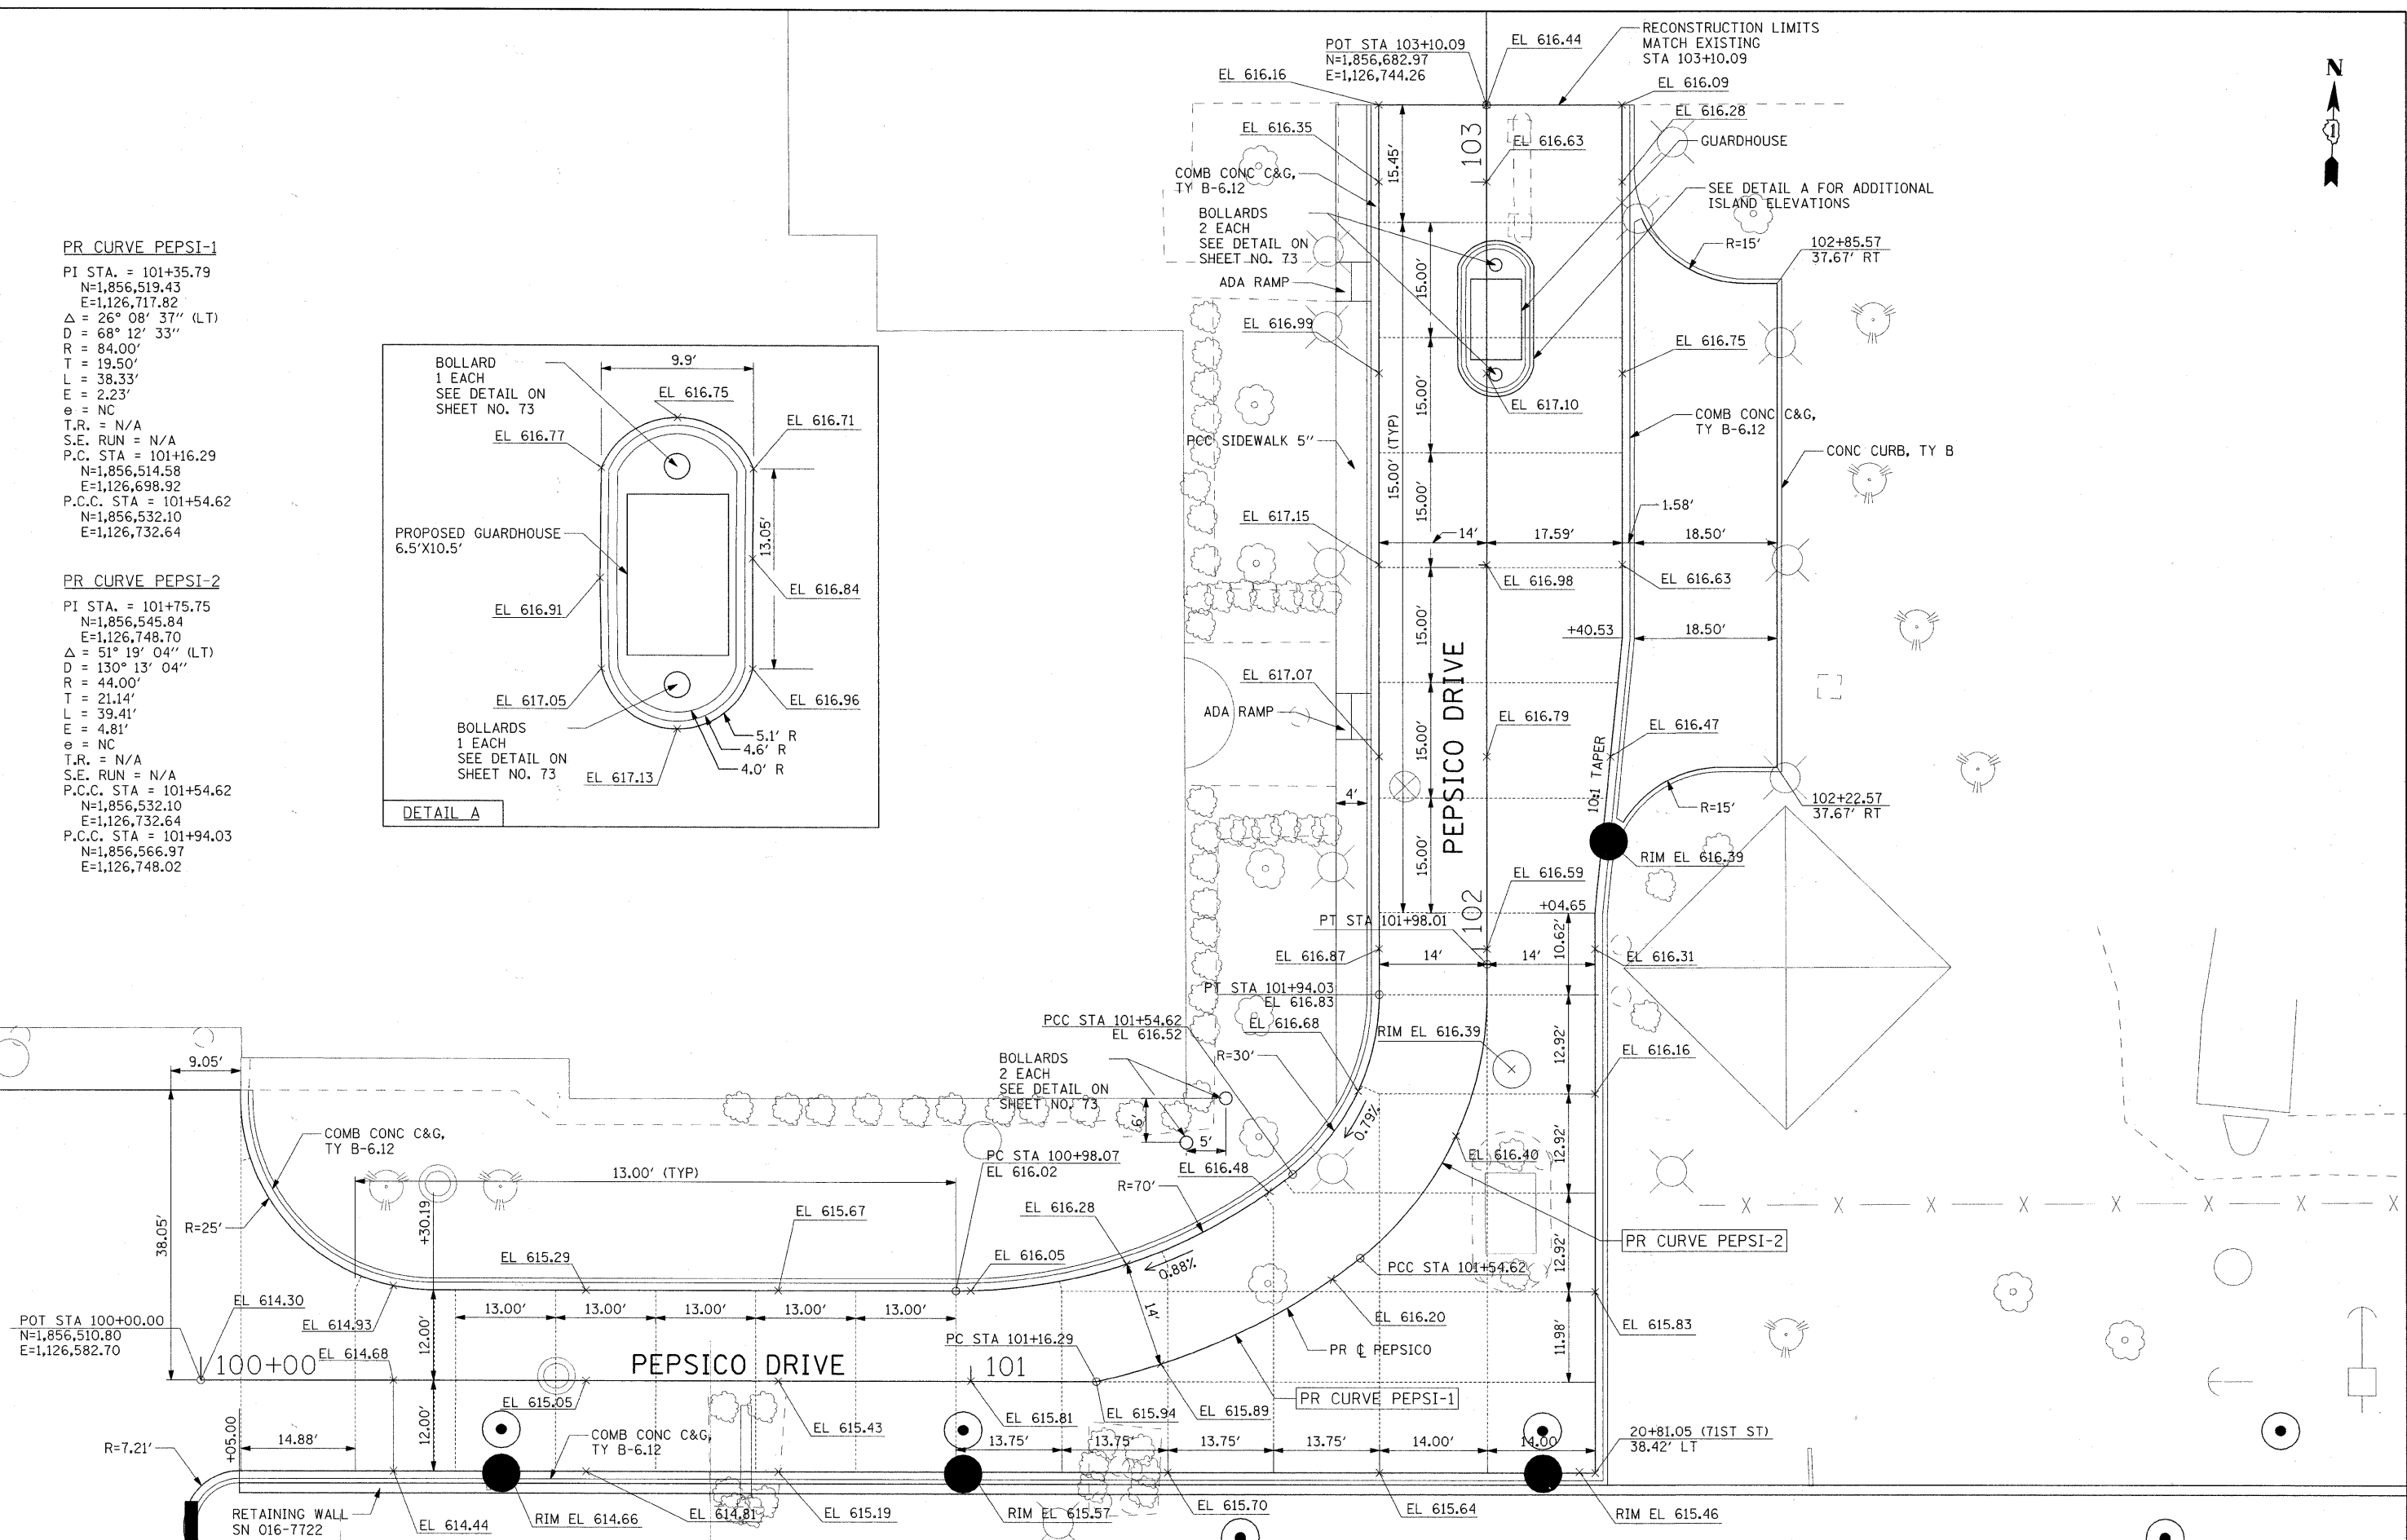 PR CURVE PEPSI-1
PI STA. = 101+35.79
N=1,856,519.43
E=1,126,717.82
Δ = 26° 08' 37'' (LT)
D = 68° 12' 33''
R = 84.00'
T = 19.50'
L = 38.33'
E = 2.23'
e = NC
T.R. = N/A
S.E. RUN = N/A
P.C. STA = 101+16.29
N=1,856,514.58
E=1,126,698.92
P.C.C. STA = 101+54.62
N=1,856,532.10
E=1,126,732.64
PR CURVE PEPSI-2
PI STA. = 101+75.75
N=1,856,545.84
E=1,126,748.70
Δ = 51° 19' 04'' (LT)
D = 130° 13' 04''
R = 44.00'
T = 21.14'
L = 39.41'
E = 4.81'
e = NC
T.R. = N/A
S.E. RUN = N/A
P.C.C. STA = 101+54.62
N=1,856,532.10
E=1,126,732.64
P.C.C. STA = 101+94.03
N=1,856,566.97
E=1,126,748.02
BOLLARD
1 EACH
SEE DETAIL ON
SHEET NO. 73
9.9'
EL 616.75
EL 616.71
EL 616.77
PROPOSED GUARDHOUSE
6.5'X10.5'
13.05'
EL 616.84
EL 616.91
EL 617.05
EL 616.96
BOLLARDS
1 EACH
SEE DETAIL ON
SHEET NO. 73
5.1' R
4.6' R
4.0' R
EL 617.13
DETAIL A
POT STA 103+10.09
N=1,856,682.97
E=1,126,744.26
EL 616.44
RECONSTRUCTION LIMITS
MATCH EXISTING
STA 103+10.09
N
1
EL 616.16
EL 616.09
EL 616.28
EL 616.35
EL 616.63
GUARDHOUSE
103
15.45'
COMB CONC C&G,
TY B-6.12
SEE DETAIL A FOR ADDITIONAL
ISLAND ELEVATIONS
BOLLARDS
2 EACH
SEE DETAIL ON
SHEET NO. 73
R=15'
102+85.57
37.67' RT
ADA RAMP
15.00'
EL 616.99
EL 616.75
15.00'
EL 617.10
COMB CONC C&G,
TY B-6.12
PCC SIDEWALK 5''
15.00' (TYP)
CONC CURB, TY B
15.00'
1.58'
EL 617.15
14'
17.59'
18.50'
EL 616.98
EL 616.63
15.00'
+40.53
18.50'
EL 617.07
PEPSICO DRIVE
ADA RAMP
15.00'
EL 616.79
EL 616.47
10:1 TAPER
4'
R=15'
102+22.57
37.67' RT
15.00'
RIM EL 616.39
EL 616.59
102
+04.65
PT STA 101+98.01
10.62'
EL 616.87
14'
14'
EL 616.31
PT STA 101+94.03
EL 616.83
PCC STA 101+54.62
EL 616.52
EL 616.68
RIM EL 616.39
12.92'
EL 616.16
R=30'
BOLLARDS
2 EACH
SEE DETAIL ON
SHEET NO. 73
9.05'
6'
5'
0.79%
12.92'
EL 616.40
COMB CONC C&G,
TY B-6.12
13.00' (TYP)
PC STA 100+98.07
EL 616.02
EL 616.48
R=70'
38.05'
R=25'
+30.19
EL 615.67
EL 616.28
12.92'
PR CURVE PEPSI-2
EL 615.29
EL 616.05
0.88%
PCC STA 101+54.62
POT STA 100+00.00
N=1,856,510.80
E=1,126,582.70
EL 614.30
EL 614.93
12.00'
13.00'
13.00'
13.00'
13.00'
13.00'
14'
EL 616.20
11.98'
EL 615.83
PC STA 101+16.29
100+00
EL 614.68
PEPSICO DRIVE
101
PR ℄ PEPSICO
PR CURVE PEPSI-1
EL 615.05
EL 615.43
EL 615.81
EL 615.94
EL 615.89
R=7.21'
+05.00
14.88'
12.00'
COMB CONC C&G,
TY B-6.12
13.75'
13.75'
13.75'
13.75'
14.00'
14.00
20+81.05 (71ST ST)
38.42' LT
RETAINING WALL
SN 016-7722
EL 614.44
RIM EL 614.66
EL 614.81
EL 615.19
RIM EL 615.57
EL 615.70
EL 615.64
RIM EL 615.46